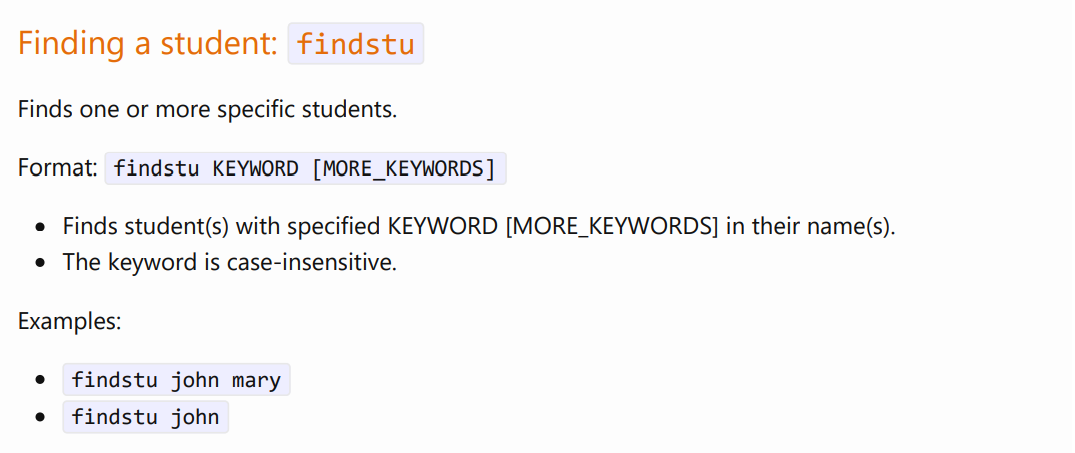 Finding a student: findstu
Finds one or more specific students.
Format: findstu KEYWORD [MORE_KEYWORDS]
Finds student(s) with specified KEYWORD [MORE_KEYWORDS] in their name(s).
The keyword is case-insensitive.
Examples:
findstu john mary
findstu john